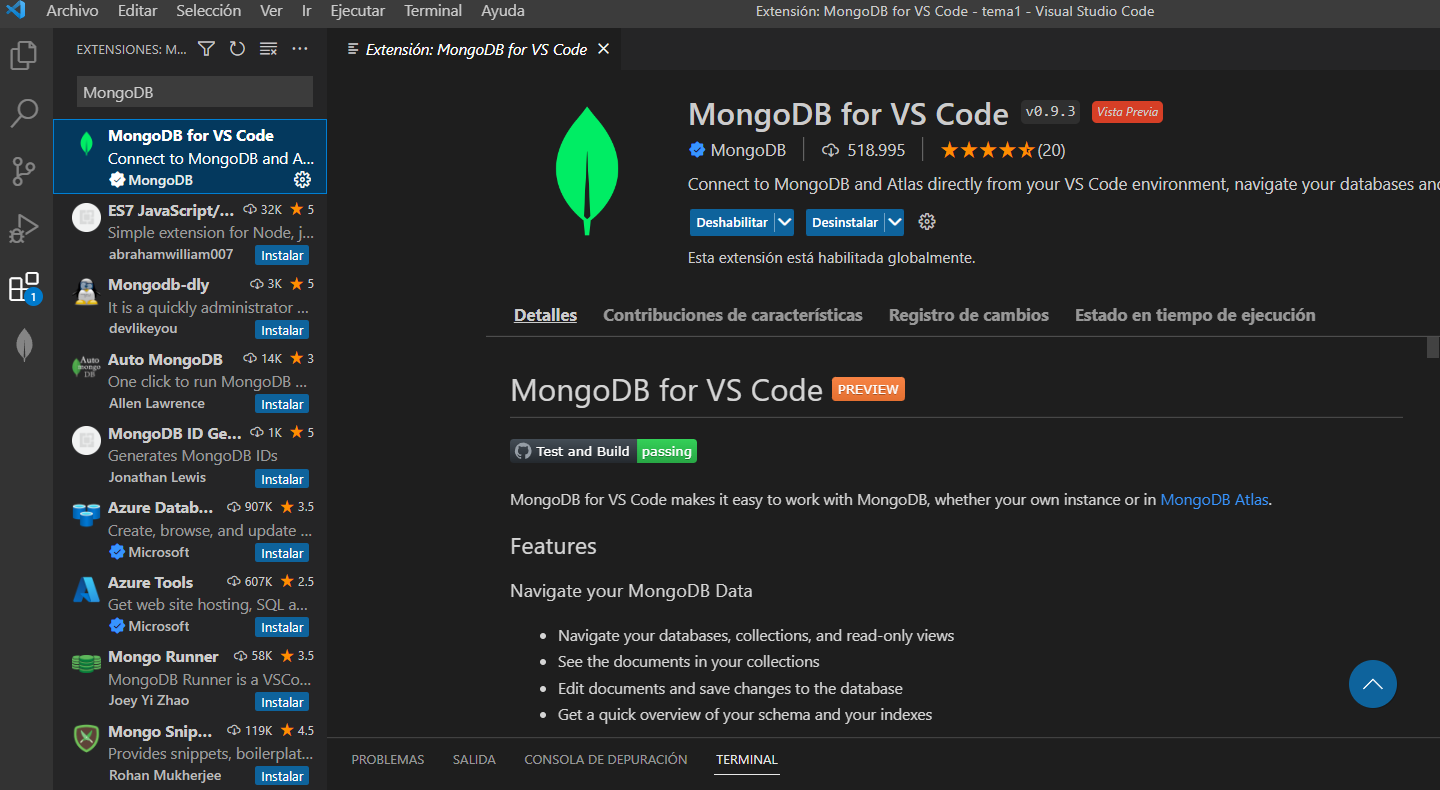 Archivo Editar Selección Ver Ir Ejecutar Terminal Ayuda
Extensión: MongoDB for VS Code - tema1 - Visual Studio Code
EXTENSIONES: M...
MongoDB
MongoDB for VS Code
Connect to MongoDB and A...
MongoDB
ES7 JavaScript/... 32K 5
Simple extension for Node, j...
abrahamwilliam007 Instalar
Mongodb-dly 3K 5
It is a quickly administrator ...
devlikeyou Instalar
Auto mongo DB
Auto MongoDB 14K 3
One click to run MongoDB ...
Allen Lawrence Instalar
MongoDB ID Ge... 1K 5
Generates MongoDB IDs
Jonathan Lewis Instalar
Azure Datab... 907K 3.5
Create, browse, and update ...
Microsoft Instalar
Azure Tools 607K 2.5
Get web site hosting, SQL a...
Microsoft Instalar
Mongo Runner 58K 3.5
MongoDB Runner is a VSCo...
Joey Yi Zhao Instalar
Mongo Snip... 119K 4.5
Provides snippets, boilerplat...
Rohan Mukherjee Instalar
1
Extensión: MongoDB for VS Code
MongoDB for VS Code v0.9.3 Vista Previa
MongoDB 518.995 (20)
Connect to MongoDB and Atlas directly from your VS Code environment, navigate your databases and
Deshabilitar Desinstalar
Esta extensión está habilitada globalmente.
Detalles Contribuciones de características Registro de cambios Estado en tiempo de ejecución
MongoDB for VS Code PREVIEW
Test and Build passing
MongoDB for VS Code makes it easy to work with MongoDB, whether your own instance or in MongoDB Atlas.
Features
Navigate your MongoDB Data
• Navigate your databases, collections, and read-only views
• See the documents in your collections
• Edit documents and save changes to the database
• Get a quick overview of your schema and your indexes
PROBLEMAS SALIDA CONSOLA DE DEPURACIÓN TERMINAL